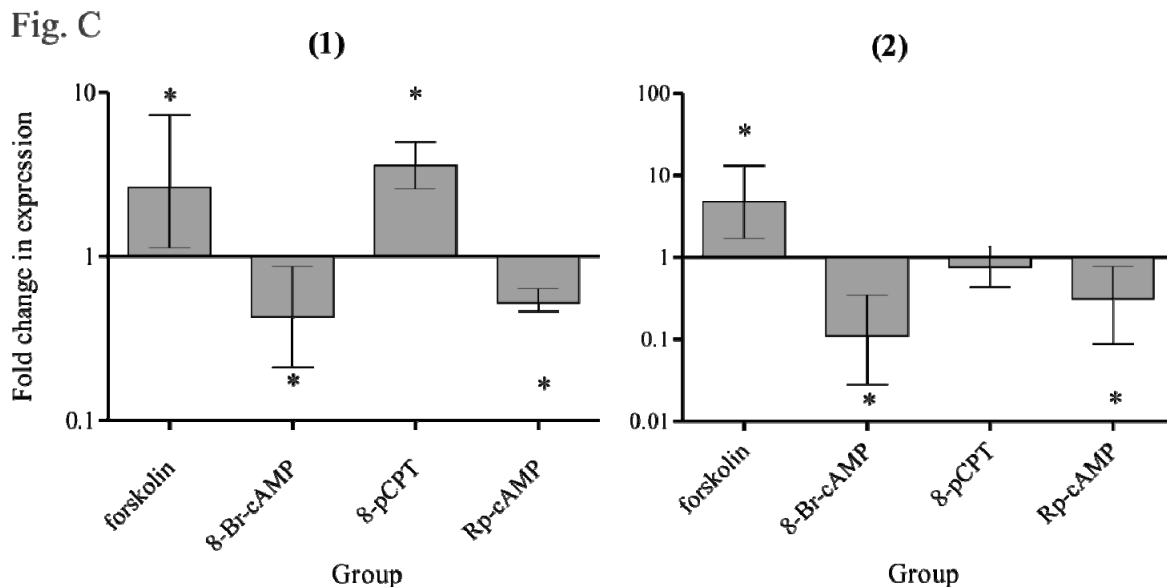 Fig. C
(1)
Fold change in expression
10
1
0.1
*
*
*
*
forskolin
8-Br-cAMP
8-pCPT
Rp-cAMP
Group
(2)
100
10
1
0.1
0.01
*
*
*
forskolin
8-Br-cAMP
8-pCPT
Rp-cAMP
Group